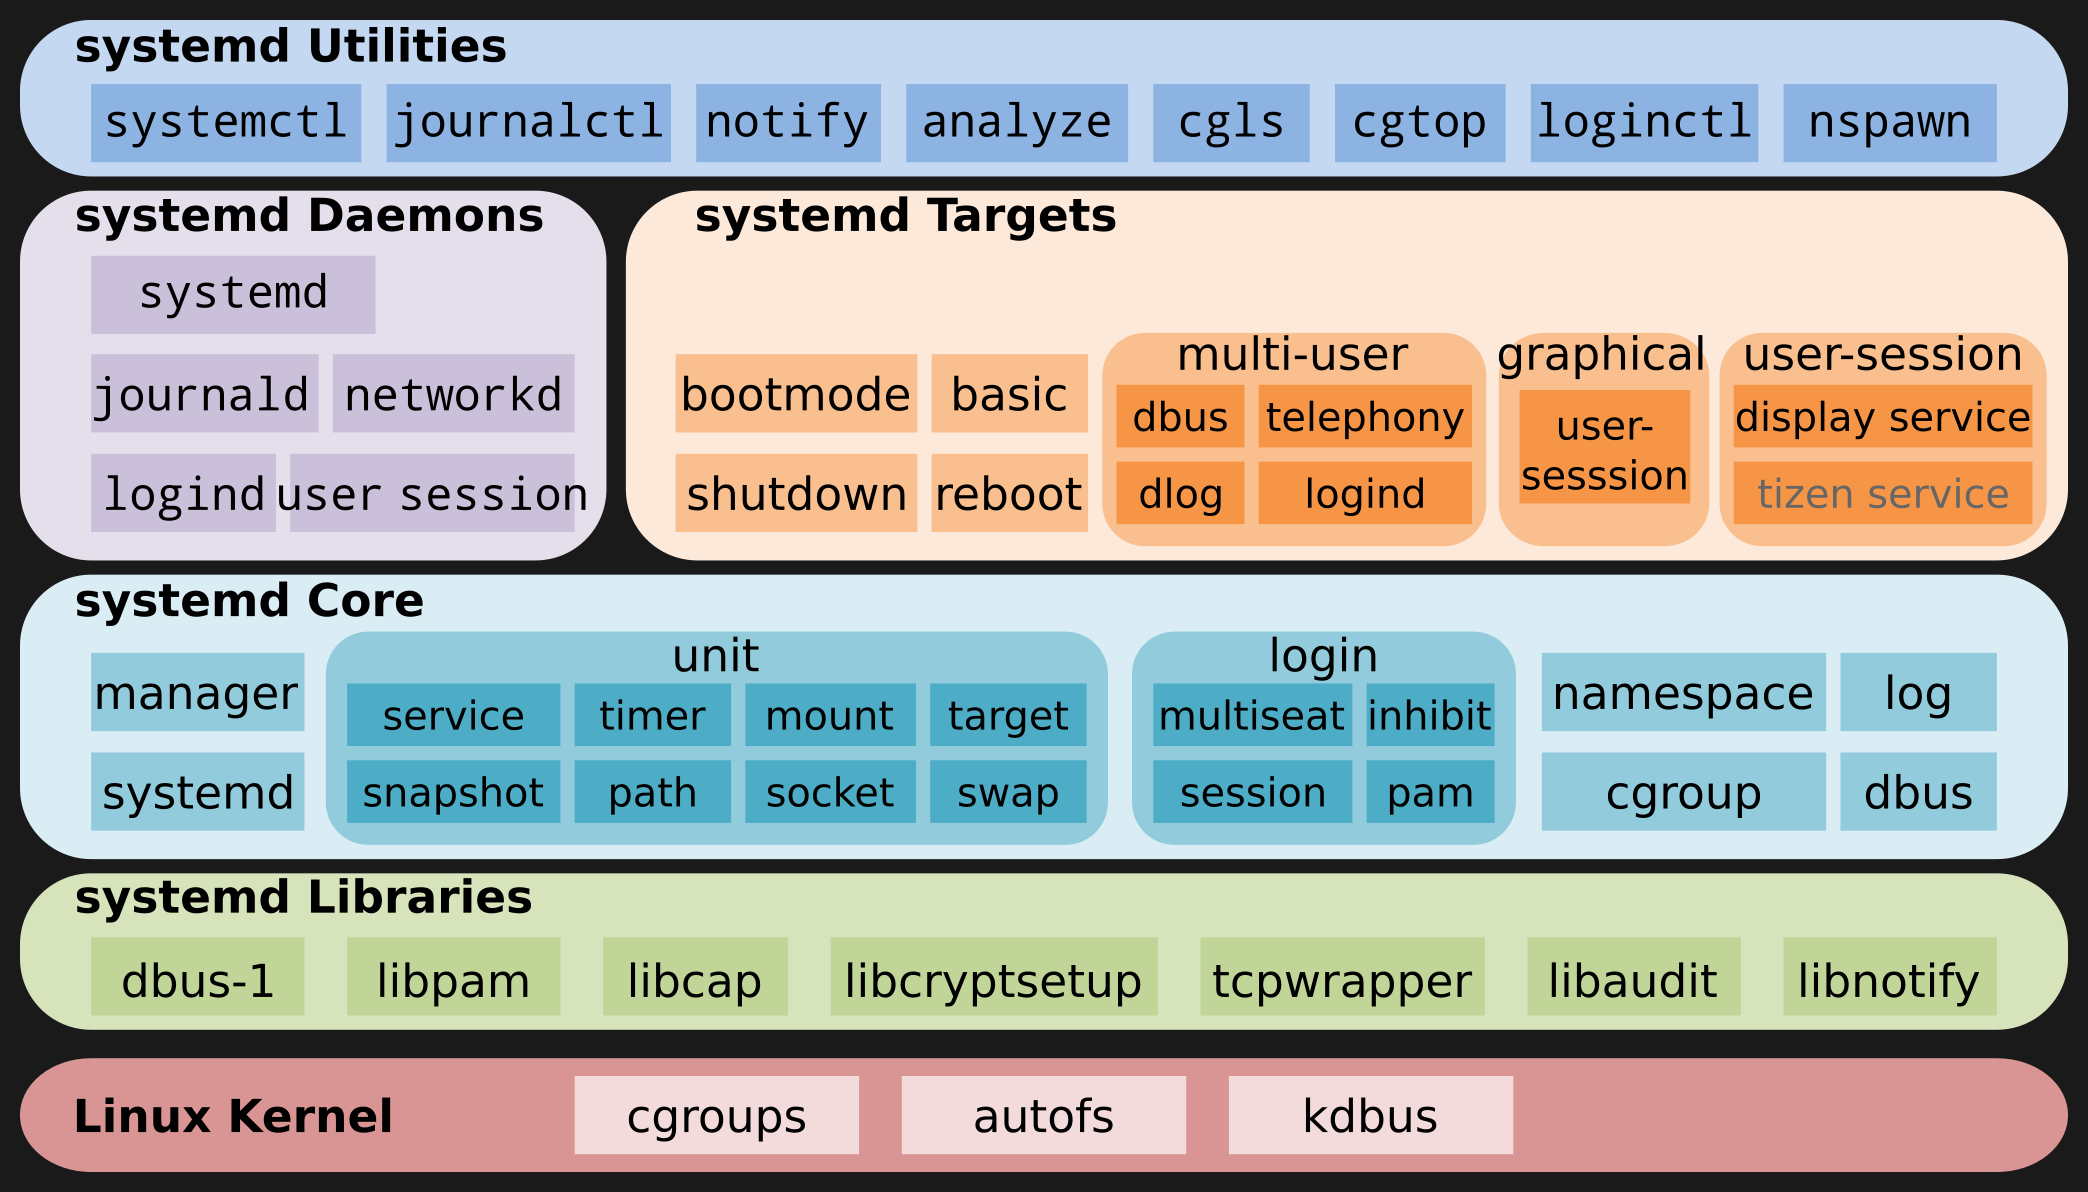 systemd Utilities
systemctl journalctl notify analyze cgls cgtop loginctl nspawn
systemd Daemons
systemd
journald networkd
logind user session
systemd Targets
bootmode basic
shutdown reboot
multi-user
dbus telephony
dlog logind
graphical
user-
sesssion
user-session
display service
tizen service
systemd Core
manager
systemd
unit
service timer mount target
snapshot path socket swap
login
multiseat inhibit
session pam
namespace log
cgroup dbus
systemd Libraries
dbus-1 libpam libcap libcryptsetup tcpwrapper libaudit libnotify
Linux Kernel cgroups autofs kdbus